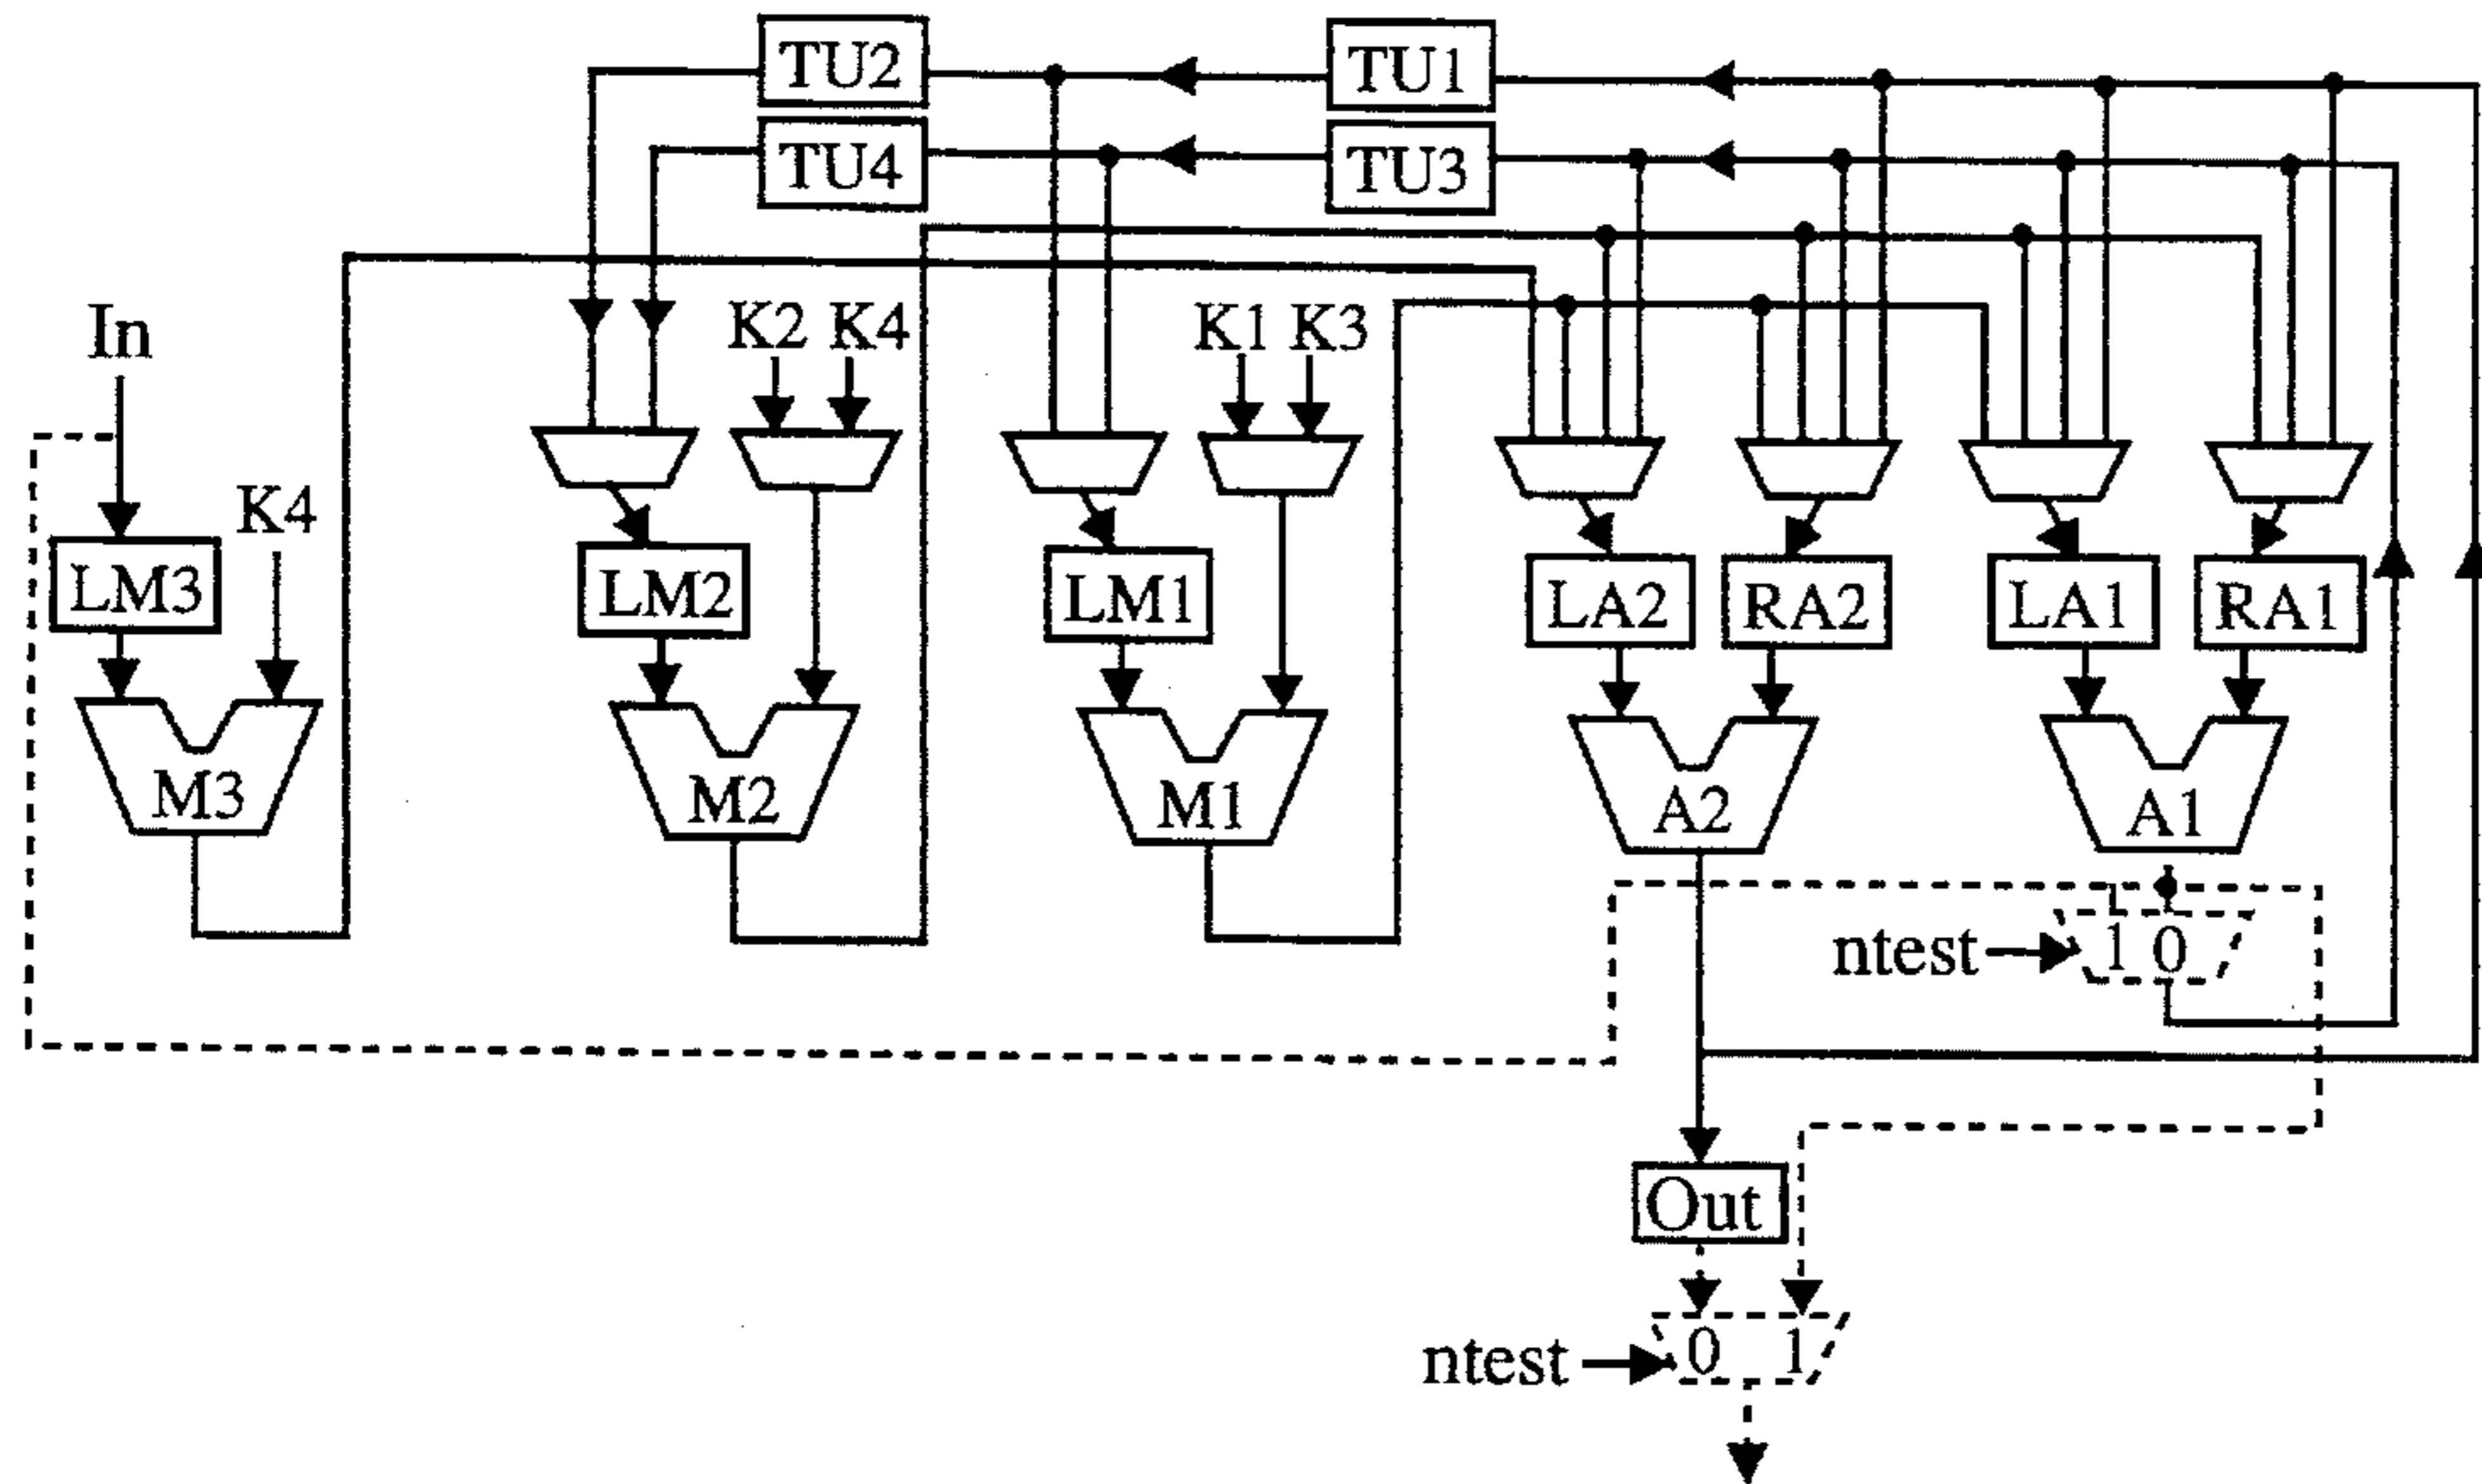 TU2 TU1
TU4 TU3
In K2 K4 K1 K3
K4
LM3 LM2 LM1 LA2 RA2 LA1 RA1
M3 M2 M1 A2 A1
ntest 1 0
Out
ntest 0 1